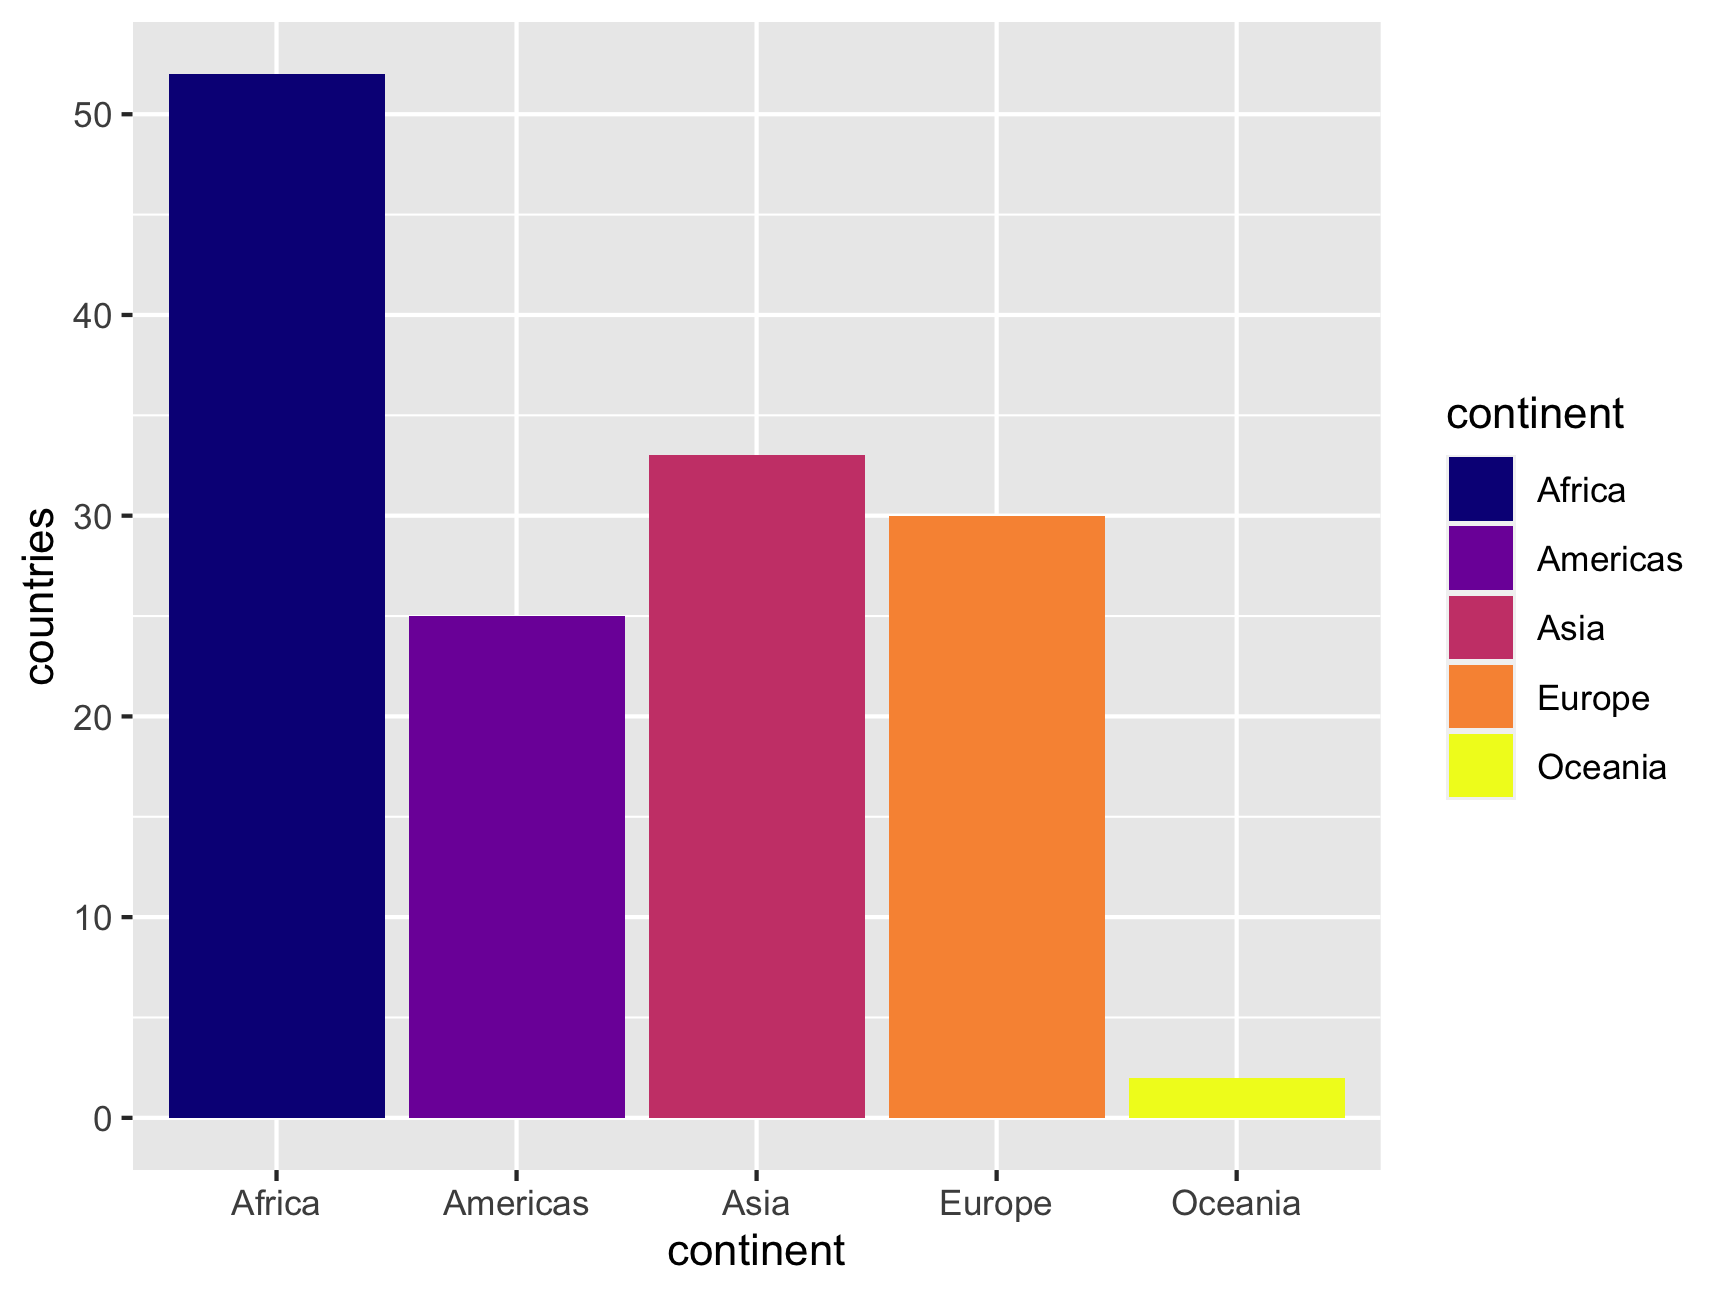 countries
50
40
30
20
10
0
Africa Americas Asia Europe Oceania
continent
continent
Africa
Americas
Asia
Europe
Oceania